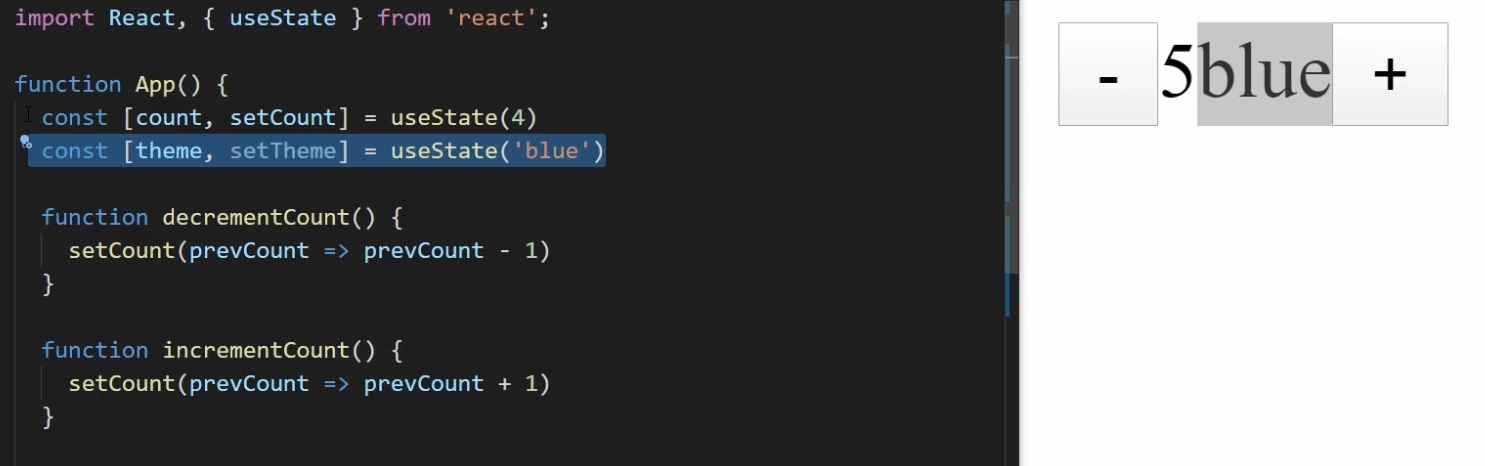 import React, { useState } from 'react';
function App() {
const [count, setCount] = useState(4)
const [theme, setTheme] = useState('blue')
function decrementCount() {
setCount(prevCount => prevCount - 1)
}
function incrementCount() {
setCount(prevCount => prevCount + 1)
}
- 5blue +